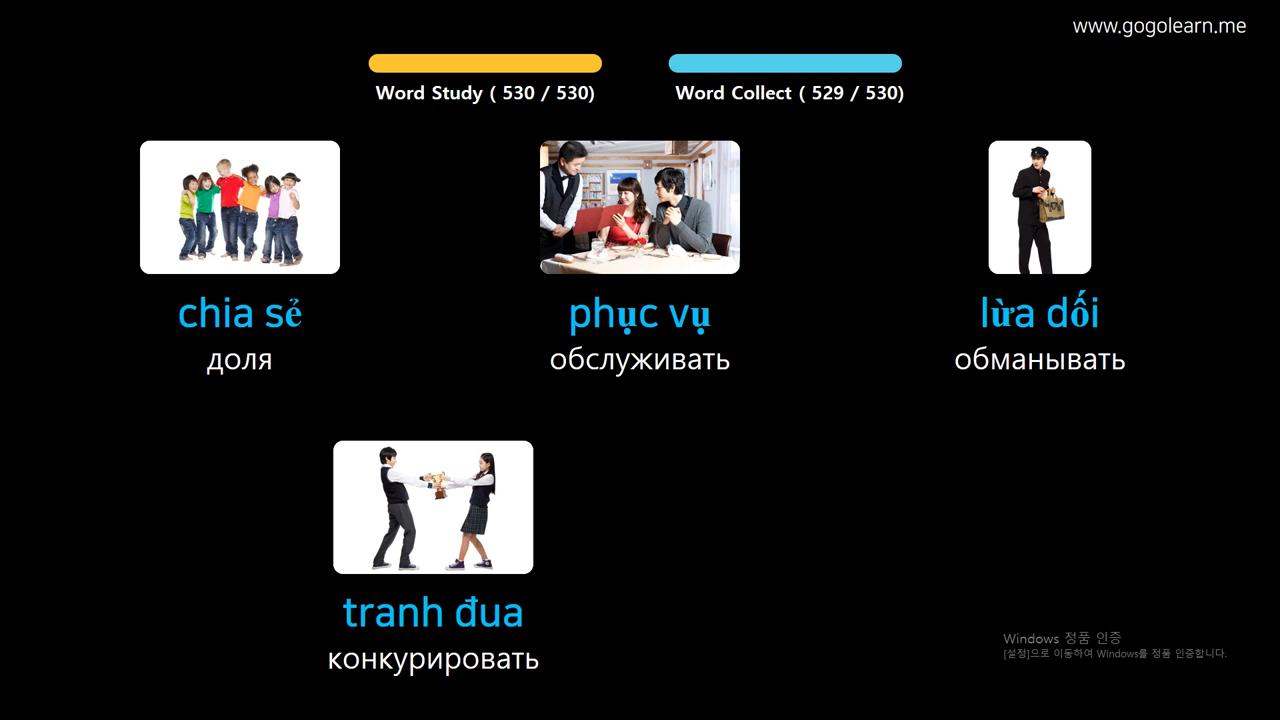 www.gogolearn.me
Word Study ( 530 / 530)
Word Collect ( 529 / 530)
chia sẻ
доля
phục vụ
обслуживать
lừa dối
обманывать
tranh đua
конкурировать
Windows 정품 인증
[설정]으로 이동하여 Windows를 정품 인증합니다.